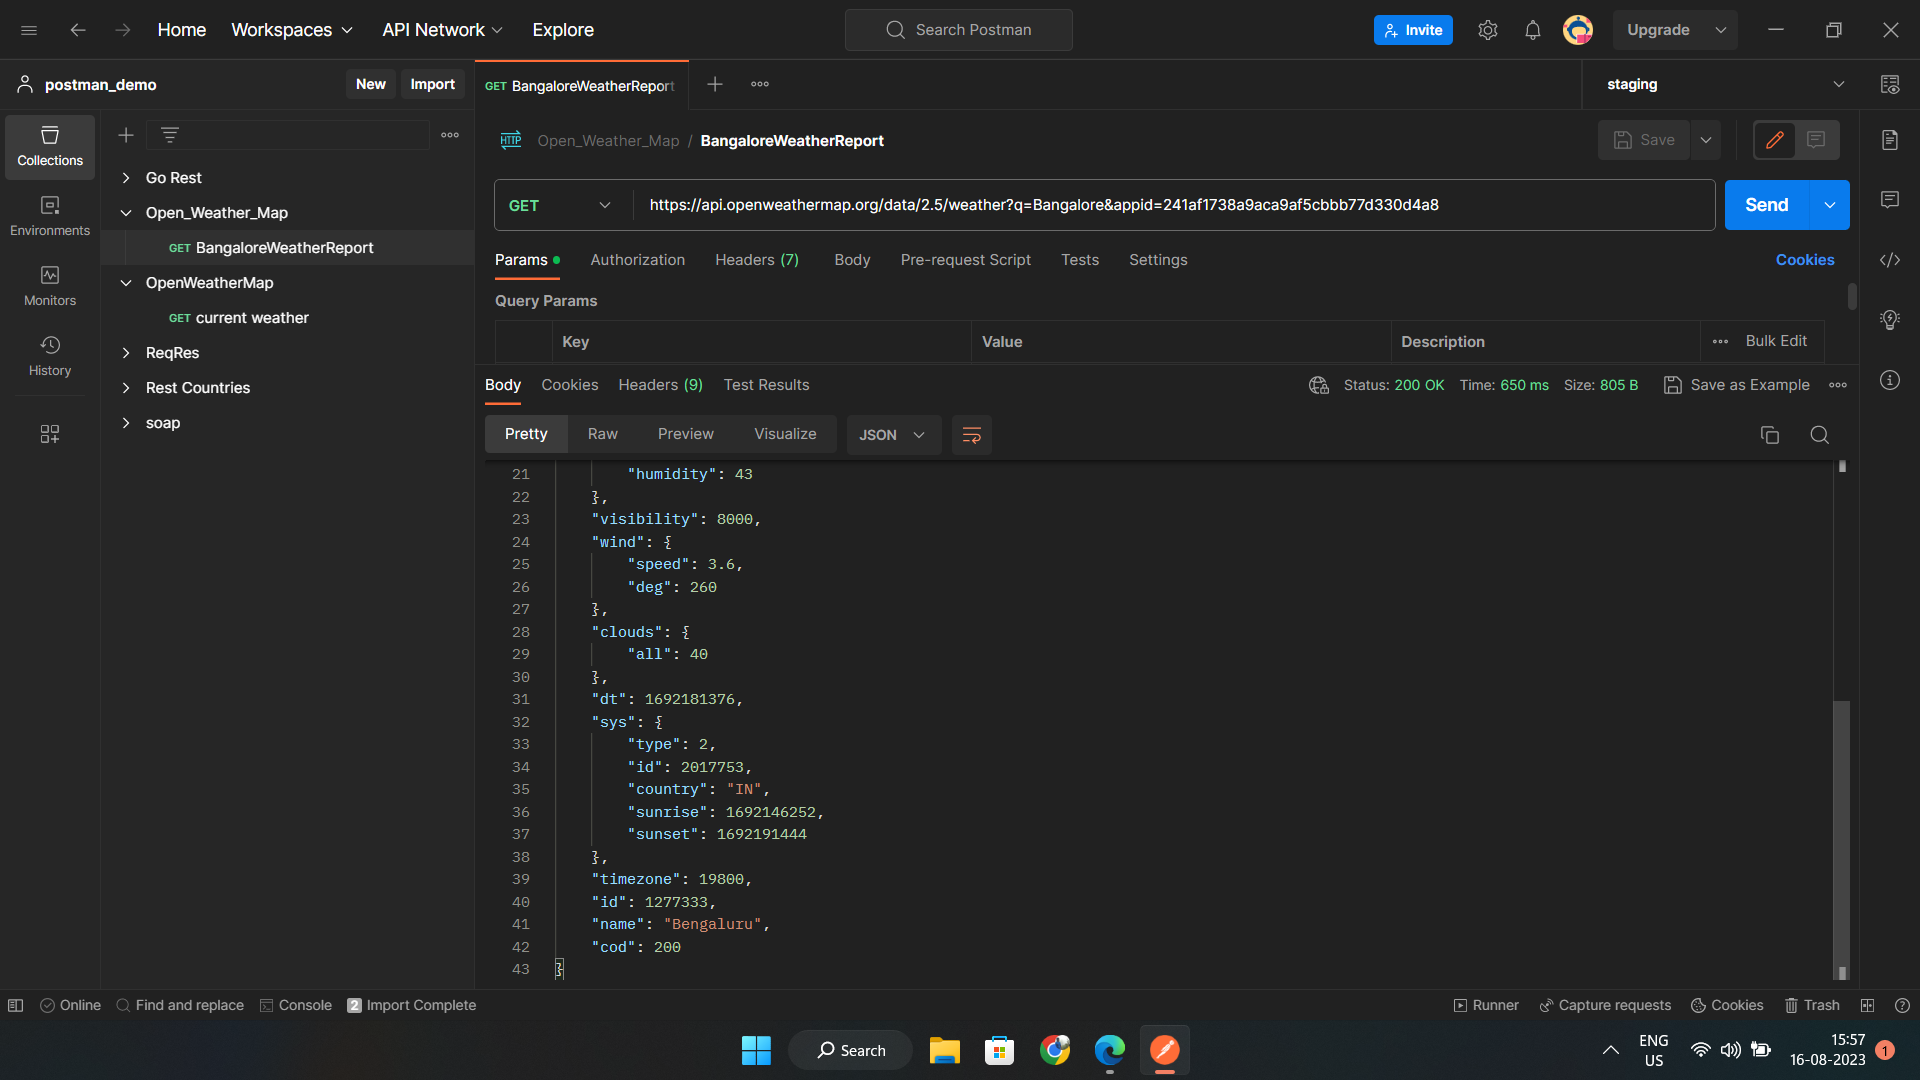 Home Workspaces API Network Explore Search Postman Invite Upgrade
postman_demo New Import GET BangaloreWeatherReport staging
Collections
Environments
Monitors
History
Go Rest
Open_Weather_Map
GET BangaloreWeatherReport
OpenWeatherMap
GET current weather
ReqRes
Rest Countries
soap
HTTP Open_Weather_Map / BangaloreWeatherReport Save
GET https://api.openweathermap.org/data/2.5/weather?q=Bangalore&appid=241af1738a9aca9af5cbbb77d330d4a8 Send
Params Authorization Headers (7) Body Pre-request Script Tests Settings Cookies
Query Params
Key Value Description Bulk Edit
Body Cookies Headers (9) Test Results Status: 200 OK Time: 650 ms Size: 805 B Save as Example
Pretty Raw Preview Visualize JSON
21 "humidity": 43
22 },
23 "visibility": 8000,
24 "wind": {
25 "speed": 3.6,
26 "deg": 260
27 },
28 "clouds": {
29 "all": 40
30 },
31 "dt": 1692181376,
32 "sys": {
33 "type": 2,
34 "id": 2017753,
35 "country": "IN",
36 "sunrise": 1692146252,
37 "sunset": 1692191444
38 },
39 "timezone": 19800,
40 "id": 1277333,
41 "name": "Bengaluru",
42 "cod": 200
43 }
Online Find and replace Console 2 Import Complete Runner Capture requests Cookies Trash
Search
ENG
US
15:57
16-08-2023
1